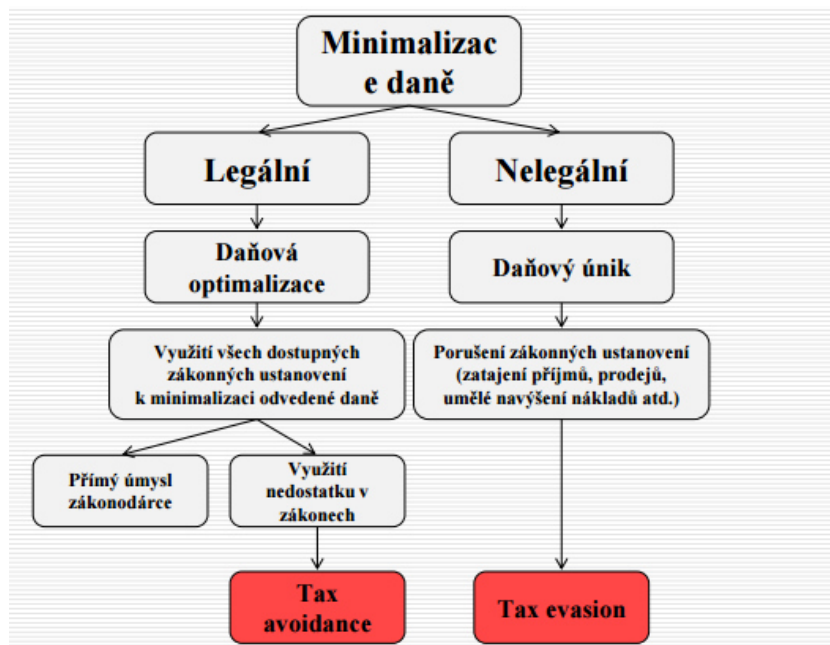 Minimalizac
e daně
Legální
Nelegální
Daňová
optimalizace
Daňový únik
Využití všech dostupných
zákonných ustanovení
k minimalizaci odvedené daně
Porušení zákonných ustanovení
(zatajení příjmů, prodejů,
umělé navýšení nákladů atd.)
Přímý úmysl
zákonodárce
Využití
nedostatku v
zákonech
Tax
avoidance
Tax evasion